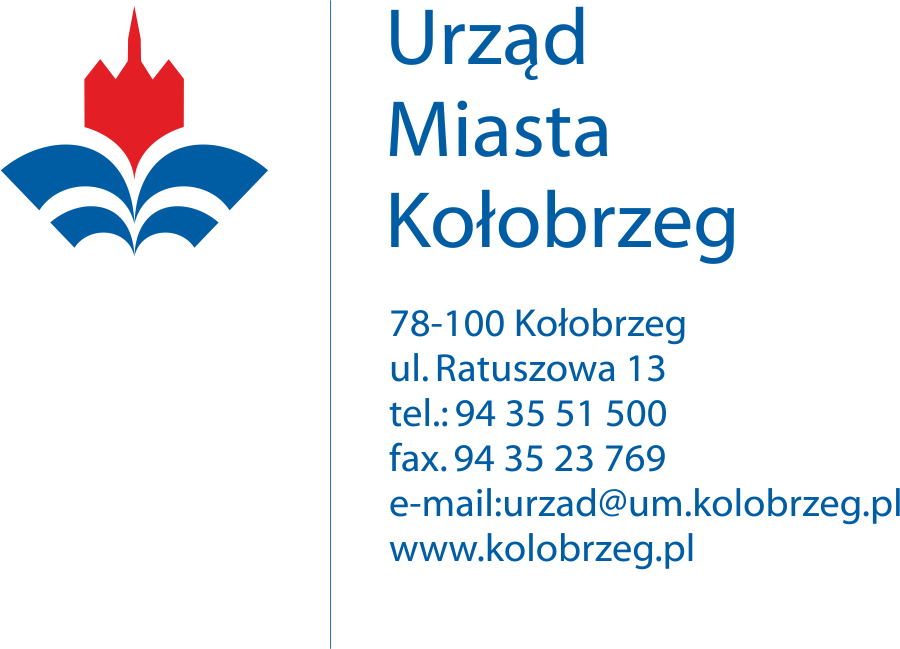 Urząd
Miasta
Kołobrzeg
78-100 Kołobrzeg
ul. Ratuszowa 13
tel.: 94 35 51 500
fax. 94 35 23 769
e-mail:urzad@um.kolobrzeg.pl
www.kolobrzeg.pl